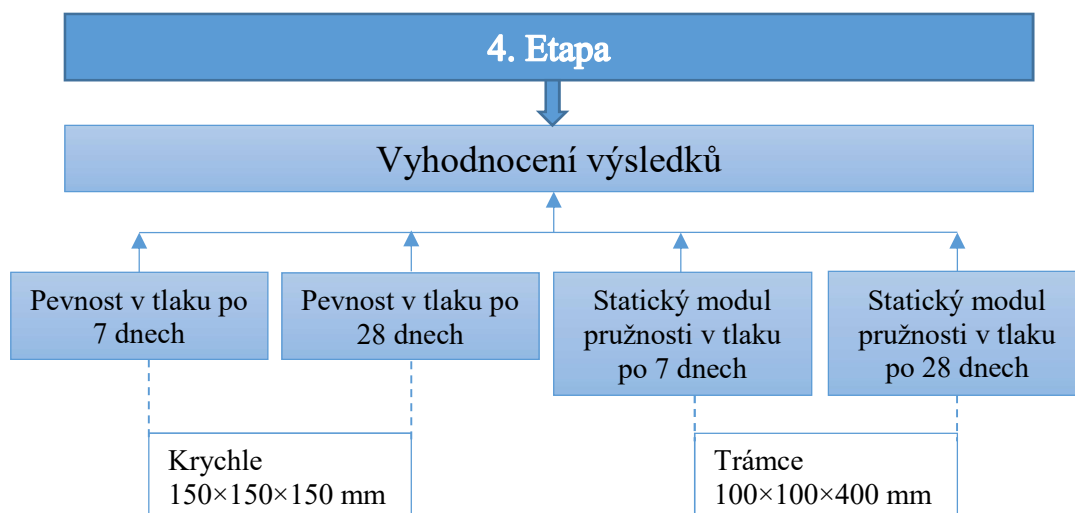 4. Etapa
Vyhodnocení výsledků
Pevnost v tlaku po
7 dnech
Pevnost v tlaku po
28 dnech
Statický modul
pružnosti v tlaku
po 7 dnech
Statický modul
pružnosti v tlaku
po 28 dnech
Krychle
150×150×150 mm
Trámce
100×100×400 mm